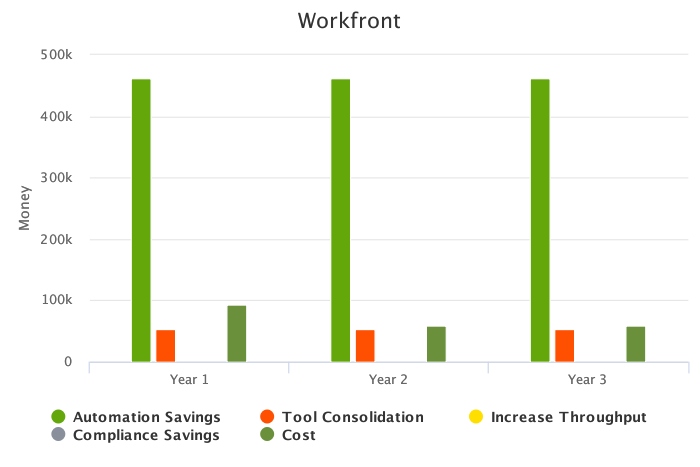 Workfront
500k
400k
300k
200k
100k
0
Money
Year 1 Year 2 Year 3
Automation Savings Tool Consolidation Increase Throughput
Compliance Savings Cost